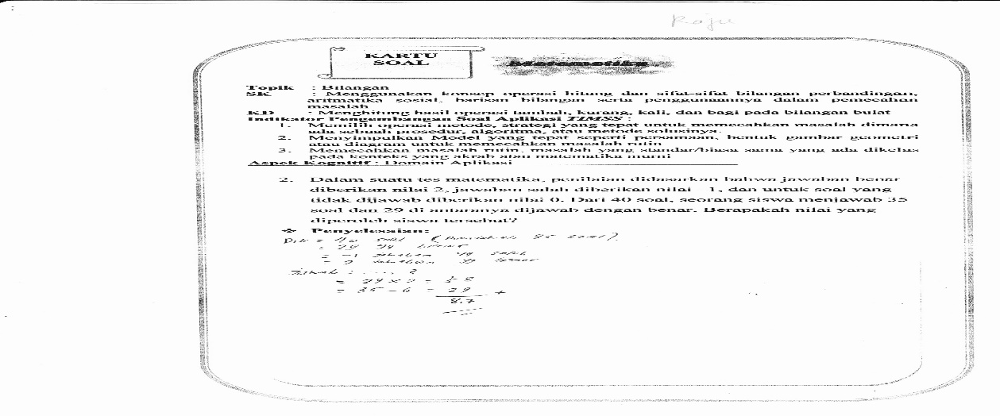 Raju
KARTU
SOAL
Matematika
Topik : Bilangan
SK : Menggunakan konsep operasi hitung dan sifat-sifat bilangan perbandingan,
aritmatika sosial, barisan bilangan serta penggunaannya dalam pemecahan
masalah
KD : Menghitung hasil operasi tambah, kurang, kali, dan bagi pada bilangan bulat
Indikator Pengembangan Soal Aplikasi TIMSS :
1. Memilih operasi metode, strategi yang tepat untuk memecahkan masalah dimana
ada sebuah prosedur, algoritma, atau metode solusinya.
2. Menyimpulkan Model yang tepat seperti persamaan, bentuk gambar geometri
atau diagram untuk memecahkan masalah rutin
3. Memecahkan masalah rutin, masalah yang standar/biasa sama yang ada dikelas
pada konteks yang akrab atau matematika murni
Aspek Kognitif : Domain Aplikasi
2. Dalam suatu tes matematika, penilaian didasarkan bahwa jawaban benar
diberikan nilai 2, jawaban salah diberikan nilai 1, dan untuk soal yang
tidak dijawab diberikan nilai 0. Dari 40 soal, seorang siswa menjawab 35
soal dan 29 di antaranya dijawab dengan benar. Berapakah nilai yang
diperoleh siswa tersebut?
❖ Penyelesaian:
Dik = 40 soal ( 35 soal).
= 29 yg benar
= -1 yg salah
= 2 yg benar
: .... ?
= 29 x 2 = 58
= 35 - 6 = 29 +
87